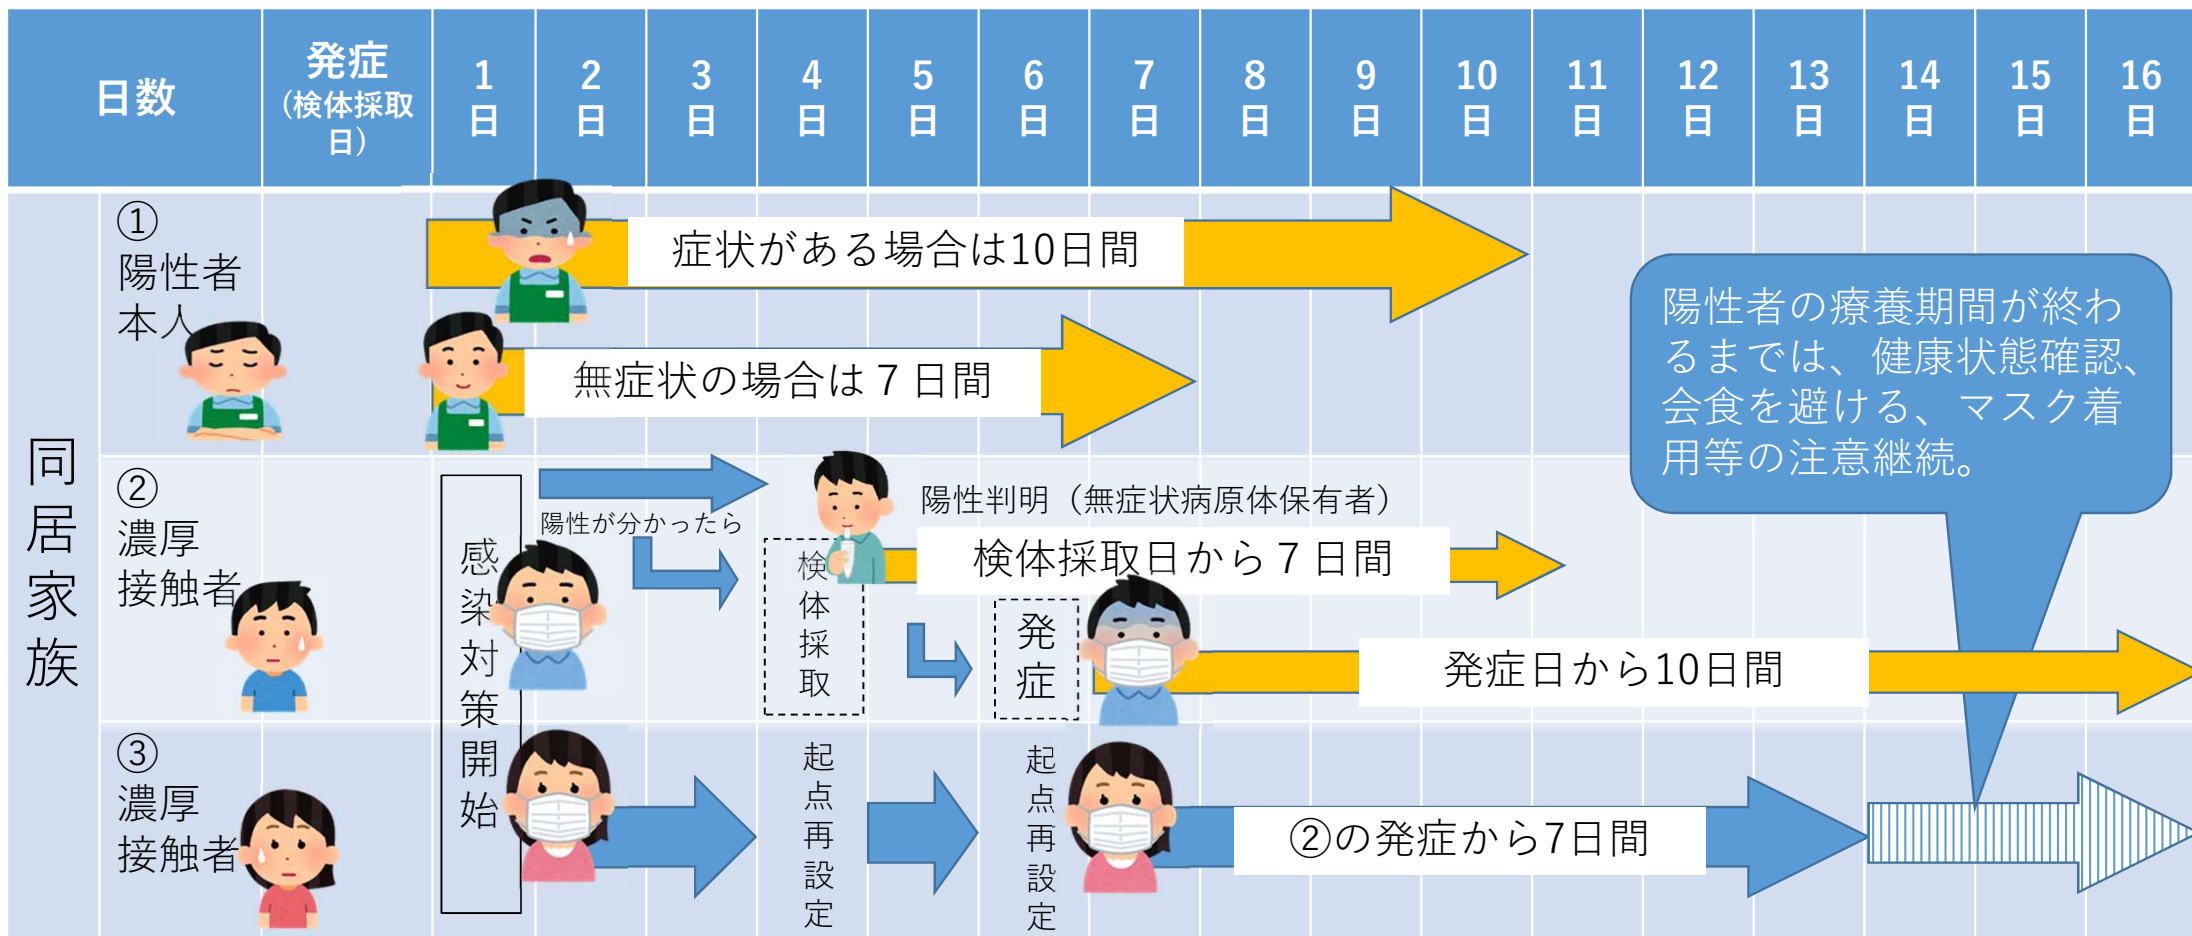 日数
発症
(検体採取
日)
1
日
2
日
3
日
4
日
5
日
6
日
7
日
8
日
9
日
10
日
11
日
12
日
13
日
14
日
15
日
16
日
同居家族
①
陽性者
本人
症状がある場合は10日間
無症状の場合は７日間
陽性者の療養期間が終わ
るまでは、健康状態確認、
会食を避ける、マスク着
用等の注意継続。
②
濃厚
接触者
感染対策開始
陽性が分かったら
検体採取
陽性判明（無症状病原体保有者）
検体採取日から７日間
発症
発症日から10日間
③
濃厚
接触者
起点再設定
起点再設定
②の発症から7日間